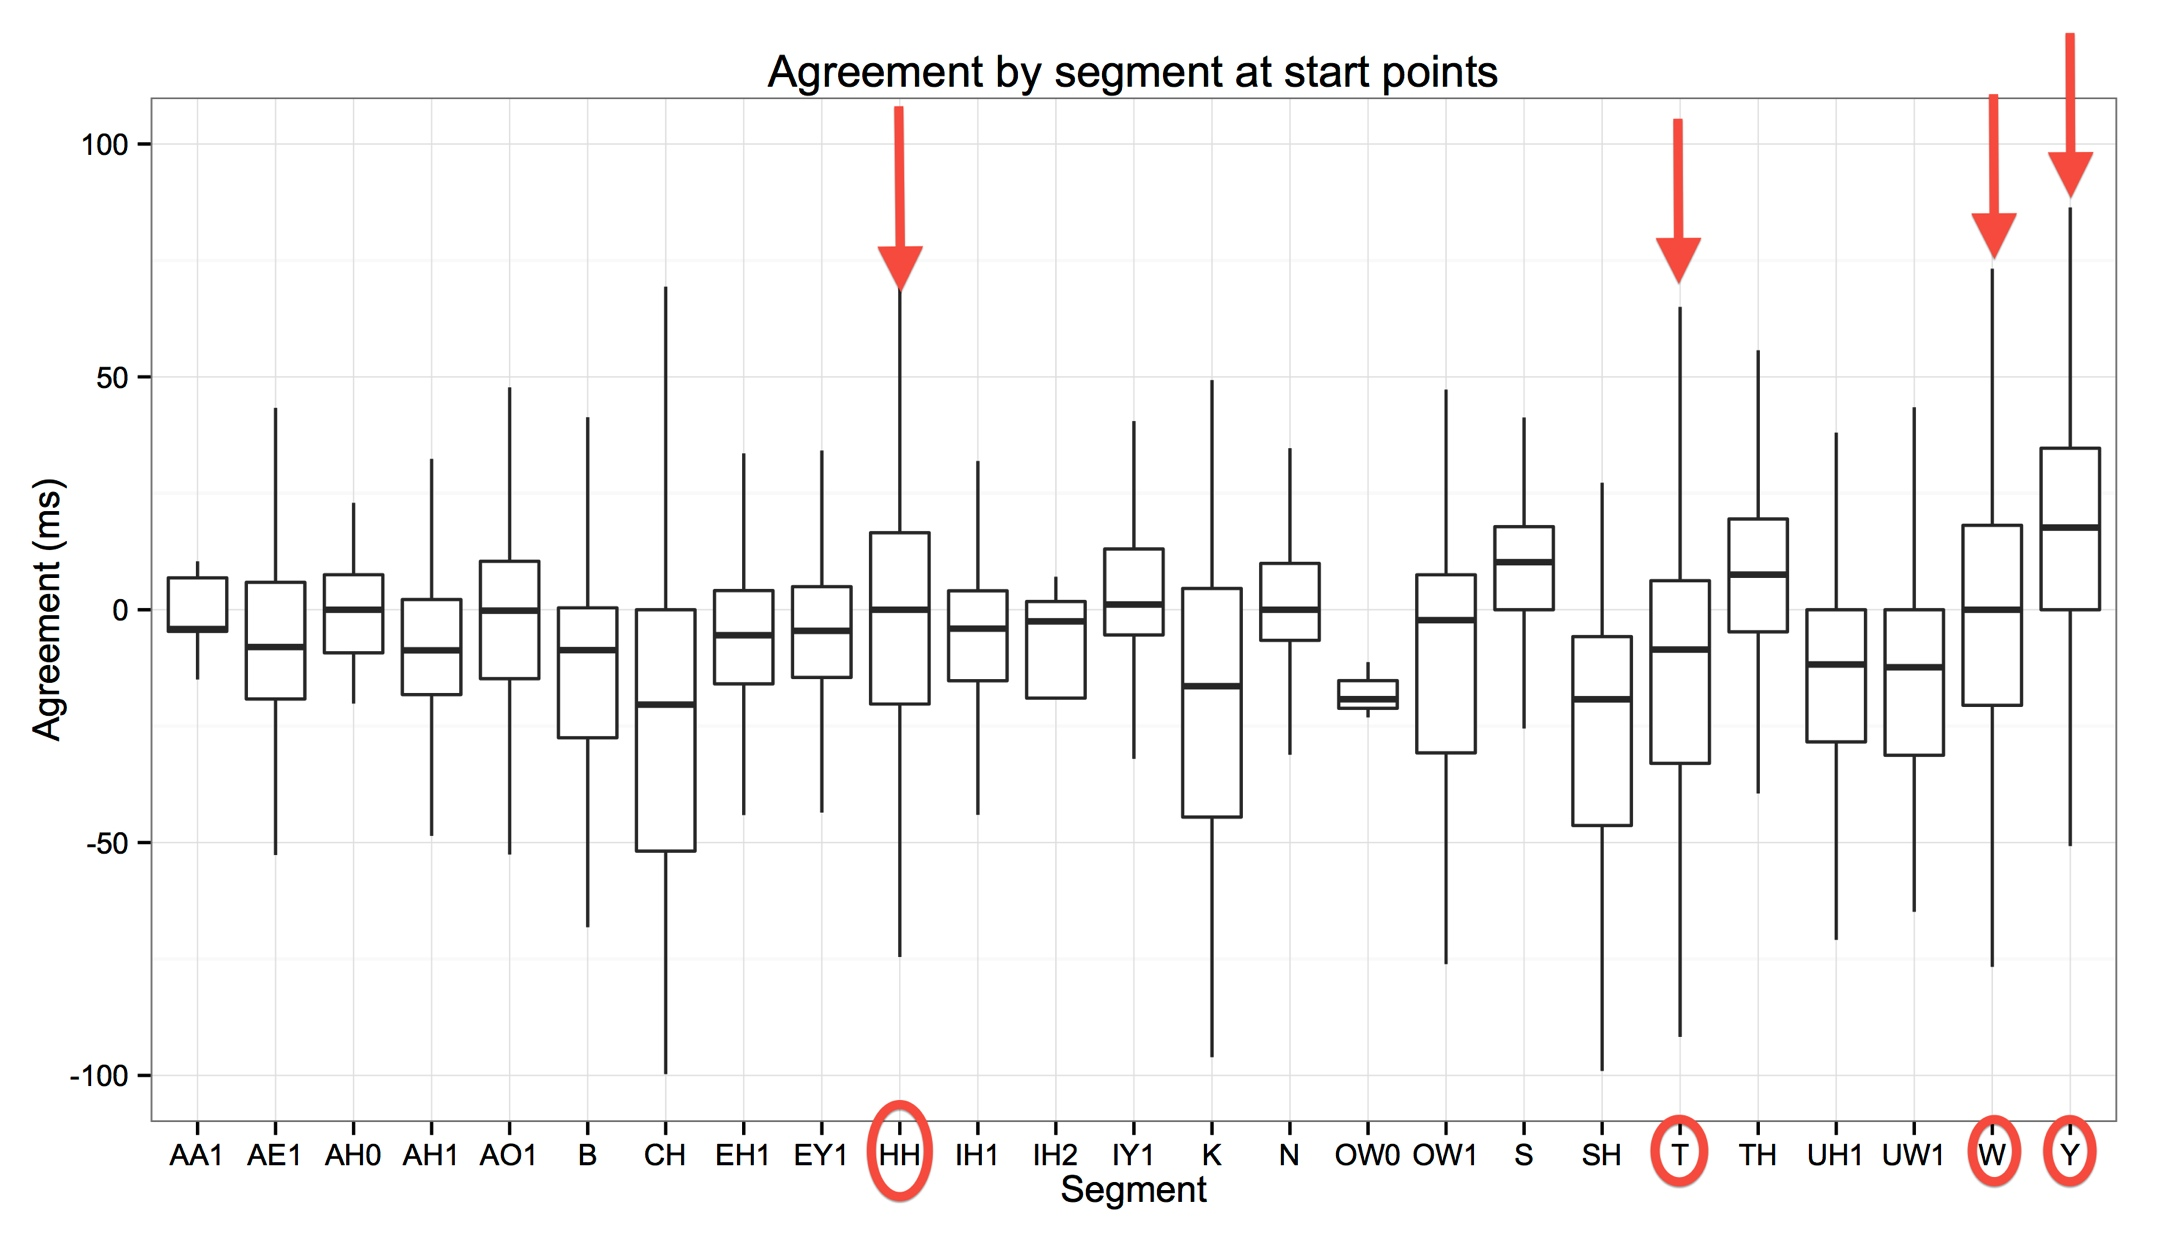 Agreement by segment at start points
Agreement (ms)
100
50
0
-50
-100
AA1 AE1 AH0 AH1 AO1 B CH EH1 EY1 HH IH1 IH2 IY1 K N OW0 OW1 S SH T TH UH1 UW1 W Y
Segment